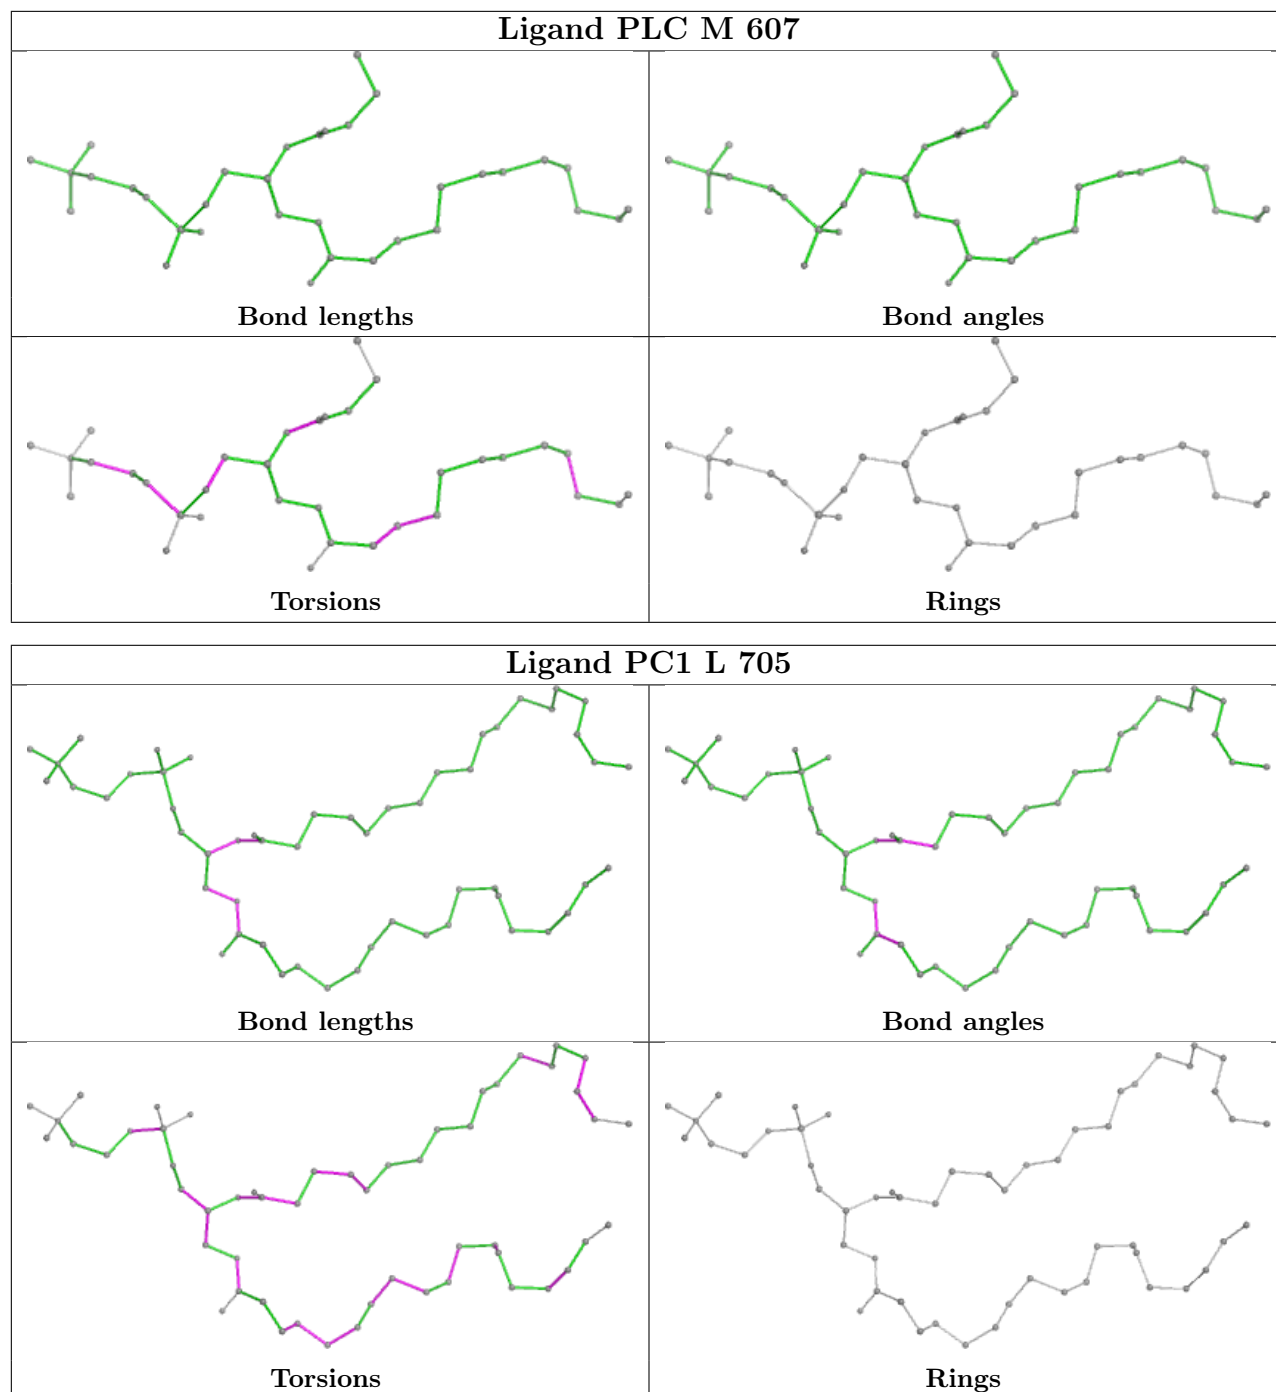 Ligand PLC M 607
Bond lengths
Bond angles
Torsions
Rings
Ligand PC1 L 705
Bond lengths
Bond angles
Torsions
Rings